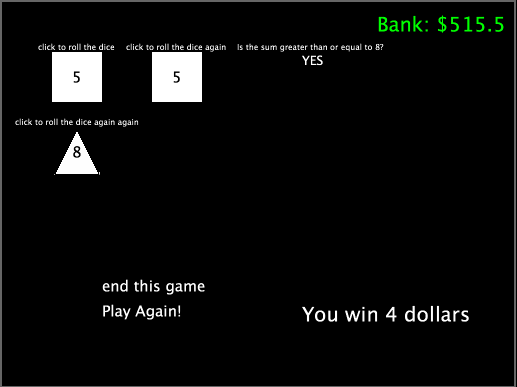 Bank: $515.5
click to roll the dice
click to roll the dice again
Is the sum greater than or equal to 8?
5
5
YES
click to roll the dice again again
8
end this game
Play Again!
You win 4 dollars